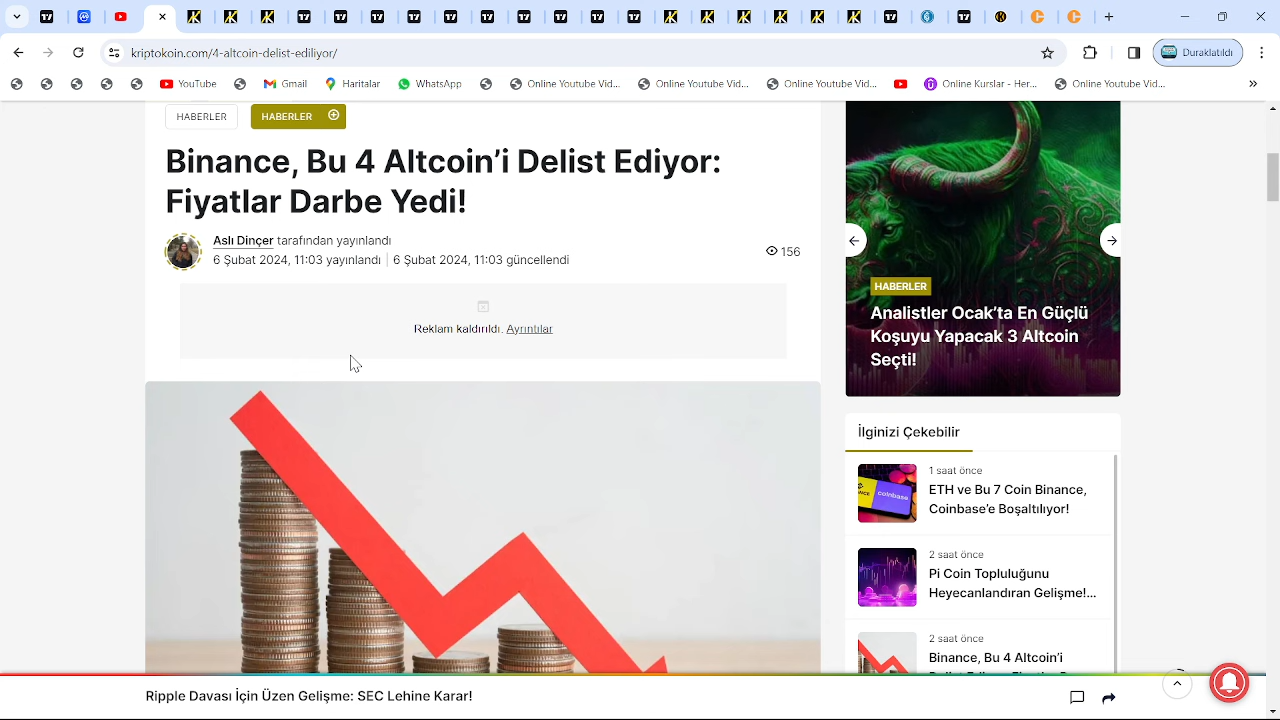 kriptokoin.com/4-altcoin-delist-ediliyor/
Duraklatıldı
YouTube
Gmail
Haritalar
WhatsApp
Online Youtube Vid...
Online Youtube Vid...
Online Youtube Vid...
Online Kurslar - Her...
Online Youtube Vid...
HABERLER
HABERLER
Binance, Bu 4 Altcoin’i Delist Ediyor:
Fiyatlar Darbe Yedi!
Aslı Dinçer tarafından yayınlandı
6 Şubat 2024, 11:03 yayınlandı | 6 Şubat 2024, 11:03 güncellendi
156
Reklam kaldırıldı. Ayrıntılar
HABERLER
Analistler Ocak’ta En Güçlü
Koşuyu Yapacak 3 Altcoin
Seçti!
İlginizi Çekebilir
1 saat önce
ETH ve Bu 7 Coin Binance,
Coinbase’e Boşaltılıyor!
coinbase
2 saat önce
Pi Coin Topluluğunu
Heyecanlandıran Gelişme!...
2 saat önce
Binance, Bu 4 Altcoin’i
Ripple Davası İçin Üzen Gelişme: SEC Lehine Karar!